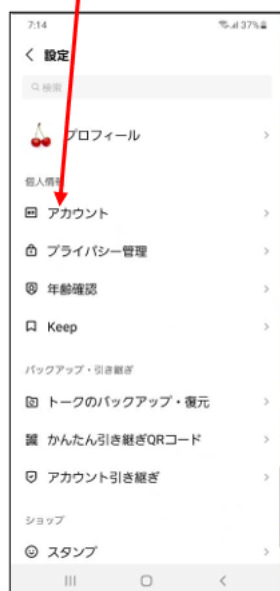 7:14
37%
設定
検索
プロフィール
個人情報
アカウント
プライバシー管理
年齢確認
Keep
バックアップ・引き継ぎ
トークのバックアップ・復元
かんたん引き継ぎQRコード
アカウント引き継ぎ
ショップ
スタンプ